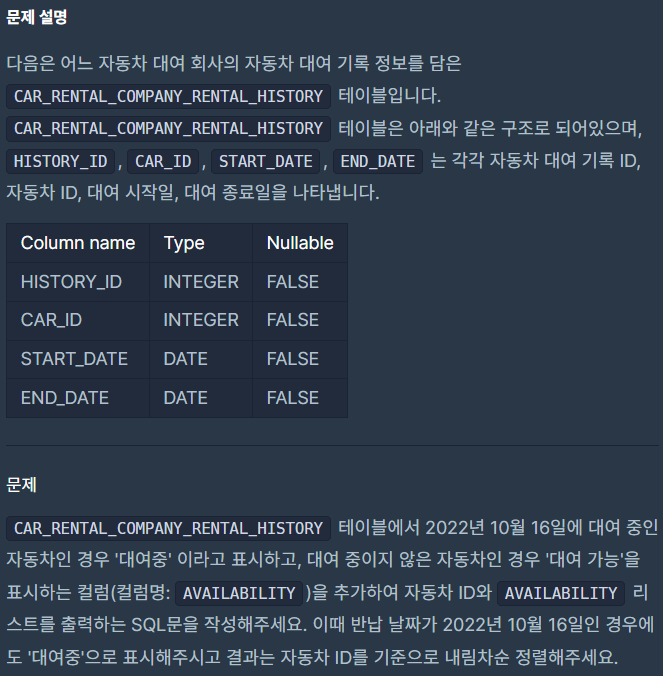 문제 설명
다음은 어느 자동차 대여 회사의 자동차 대여 기록 정보를 담은
CAR_RENTAL_COMPANY_RENTAL_HISTORY 테이블입니다.
CAR_RENTAL_COMPANY_RENTAL_HISTORY 테이블은 아래와 같은 구조로 되어있으며,
HISTORY_ID, CAR_ID, START_DATE, END_DATE 는 각각 자동차 대여 기록 ID,
자동차 ID, 대여 시작일, 대여 종료일을 나타냅니다.
Column name Type Nullable
HISTORY_ID INTEGER FALSE
CAR_ID INTEGER FALSE
START_DATE DATE FALSE
END_DATE DATE FALSE
문제
CAR_RENTAL_COMPANY_RENTAL_HISTORY 테이블에서 2022년 10월 16일에 대여 중인
자동차인 경우 '대여중' 이라고 표시하고, 대여 중이지 않은 자동차인 경우 '대여 가능'을
표시하는 컬럼(컬럼명: AVAILABILITY)을 추가하여 자동차 ID와 AVAILABILITY 리
스트를 출력하는 SQL문을 작성해주세요. 이때 반납 날짜가 2022년 10월 16일인 경우에
도 '대여중'으로 표시해주시고 결과는 자동차 ID를 기준으로 내림차순 정렬해주세요.